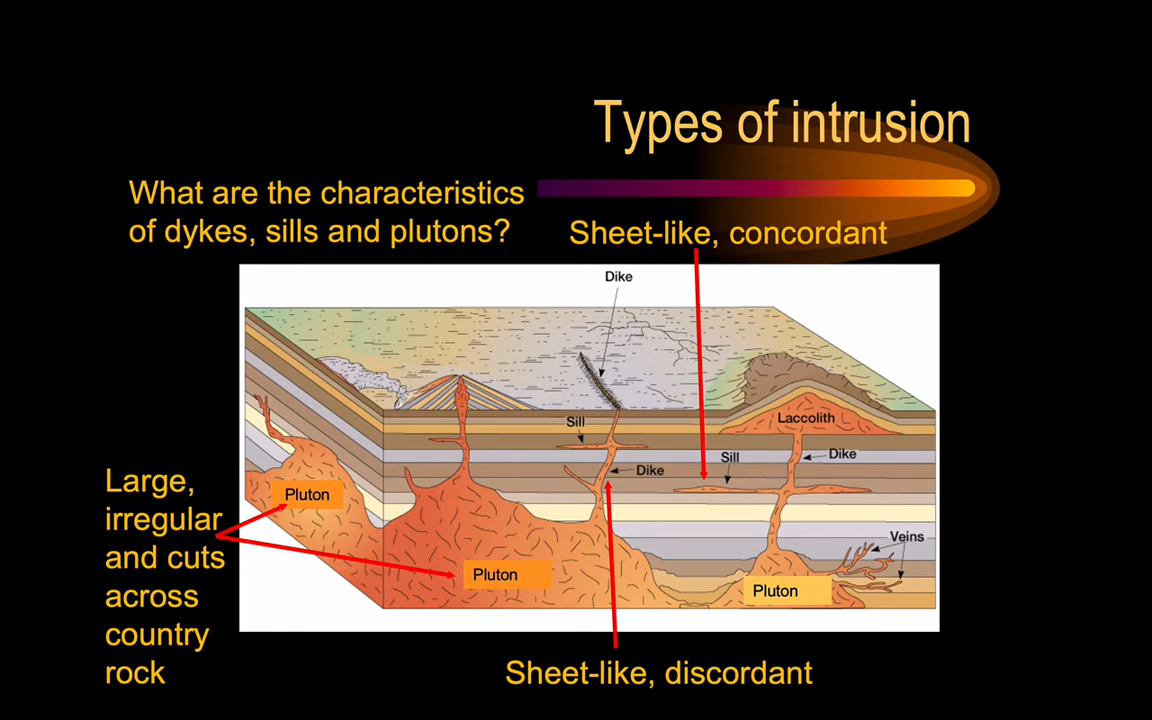 Types of intrusion
What are the characteristics
of dykes, sills and plutons?
Sheet-like, concordant
Dike
Laccolith
Sill
Dike
Sill
Dike
Large,
irregular
and cuts
across
country
rock
Pluton
Veins
Pluton
Pluton
Sheet-like, discordant